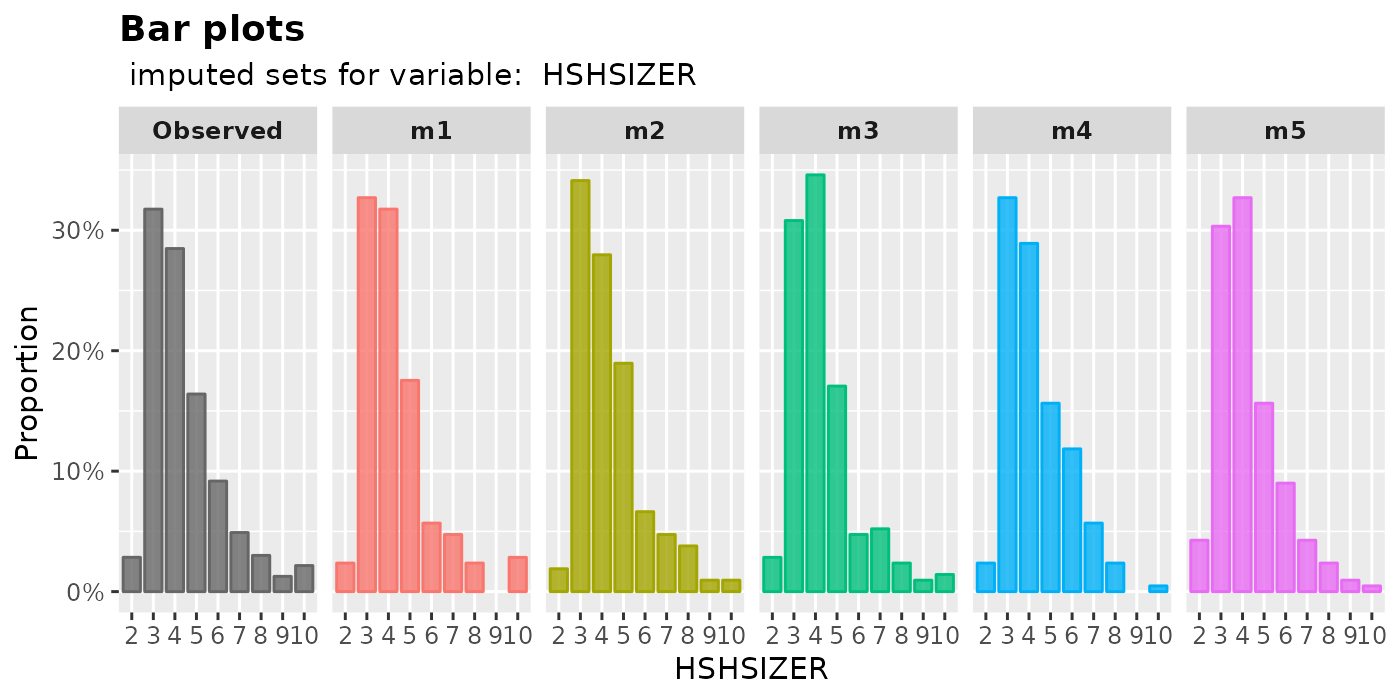 Bar plots
imputed sets for variable:  HSHSIZER
Observed m1 m2 m3 m4 m5
30%
20%
10%
0%
Proportion
2 3 4 5 6 7 8 9 10 2 3 4 5 6 7 8 9 10 2 3 4 5 6 7 8 9 10 2 3 4 5 6 7 8 9 10 2 3 4 5 6 7 8 9 10 2 3 4 5 6 7 8 9 10
HSHSIZER